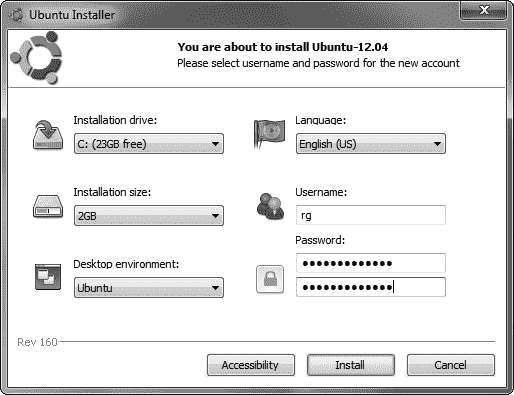 Ubuntu Installer
You are about to install Ubuntu-12.04
Please select username and password for the new account
Installation drive:
C: (23GB free)
Language:
English (US)
Installation size:
2GB
Username:
rg
Password:
●●●●●●●●●●●●●
Desktop environment:
Ubuntu
●●●●●●●●●●●●●
Rev 160
Accessibility
Install
Cancel